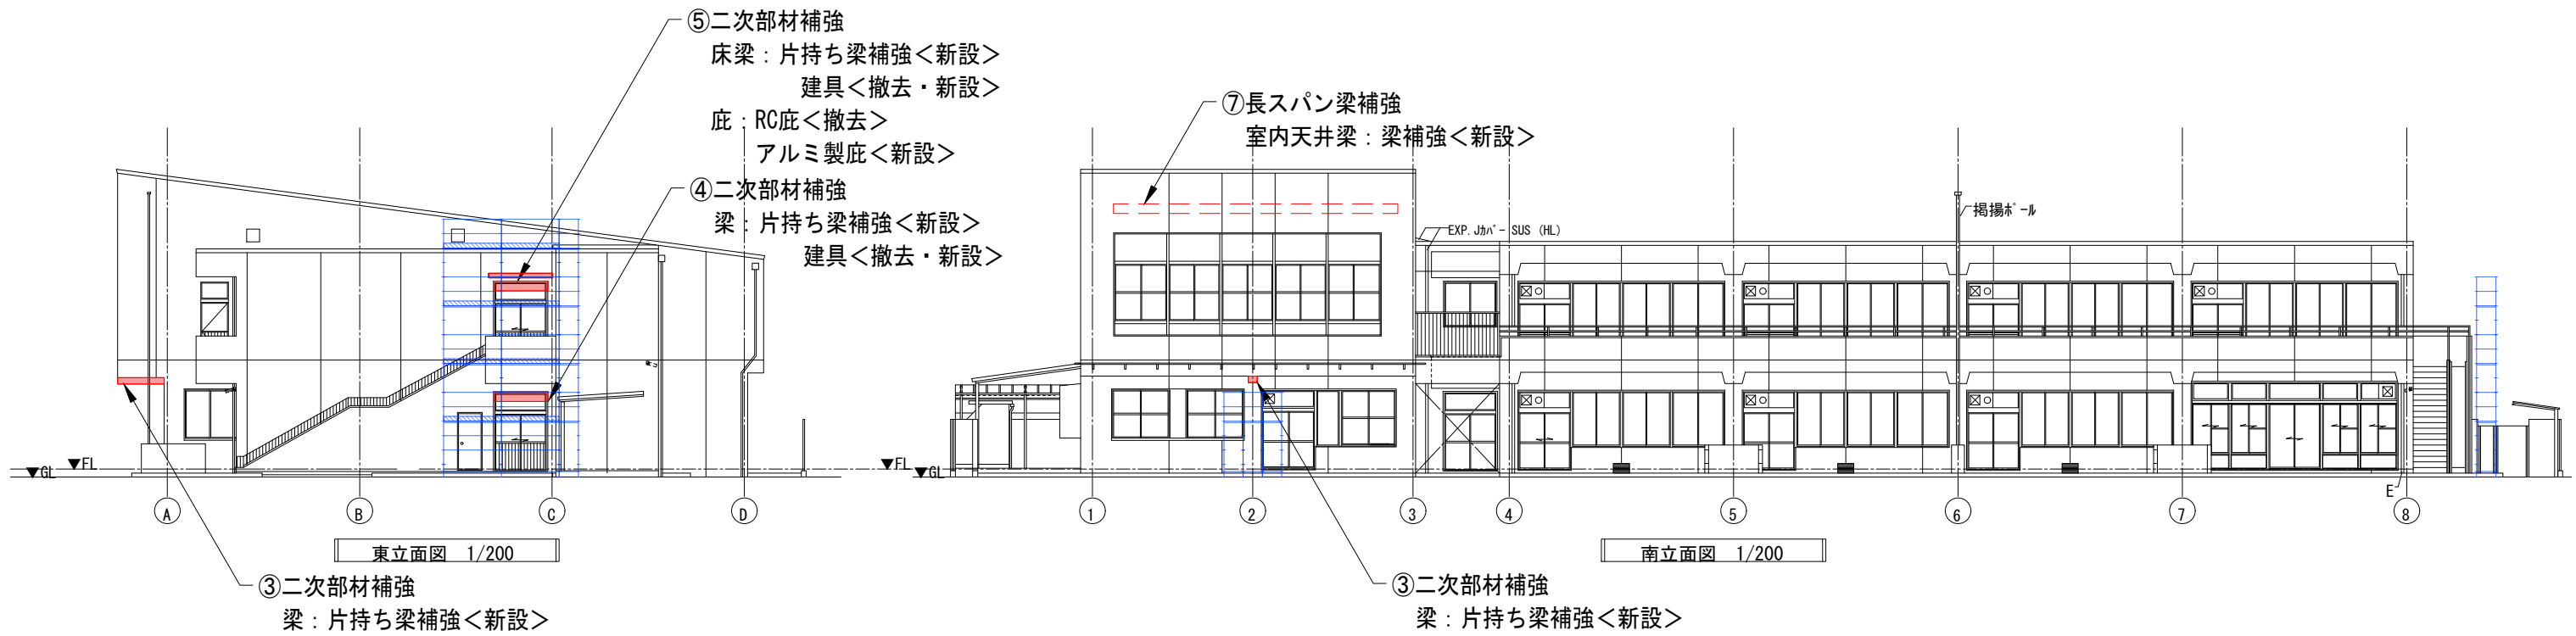 ⑤二次部材補強
床梁：片持ち梁補強＜新設＞
建具＜撤去・新設＞
庇：RC庇＜撤去＞
アルミ製庇＜新設＞
④二次部材補強
梁：片持ち梁補強＜新設＞
建具＜撤去・新設＞
▼FL
▼GL
A
B
C
D
東立面図　1/200
③二次部材補強
梁：片持ち梁補強＜新設＞
⑦長スパン梁補強
室内天井梁：梁補強＜新設＞
EXP.Jｶﾊﾞｰ SUS (HL)
掲揚ﾎﾟｰﾙ
▼FL
▼GL
E
1
2
3
4
5
6
7
8
南立面図　1/200
③二次部材補強
梁：片持ち梁補強＜新設＞